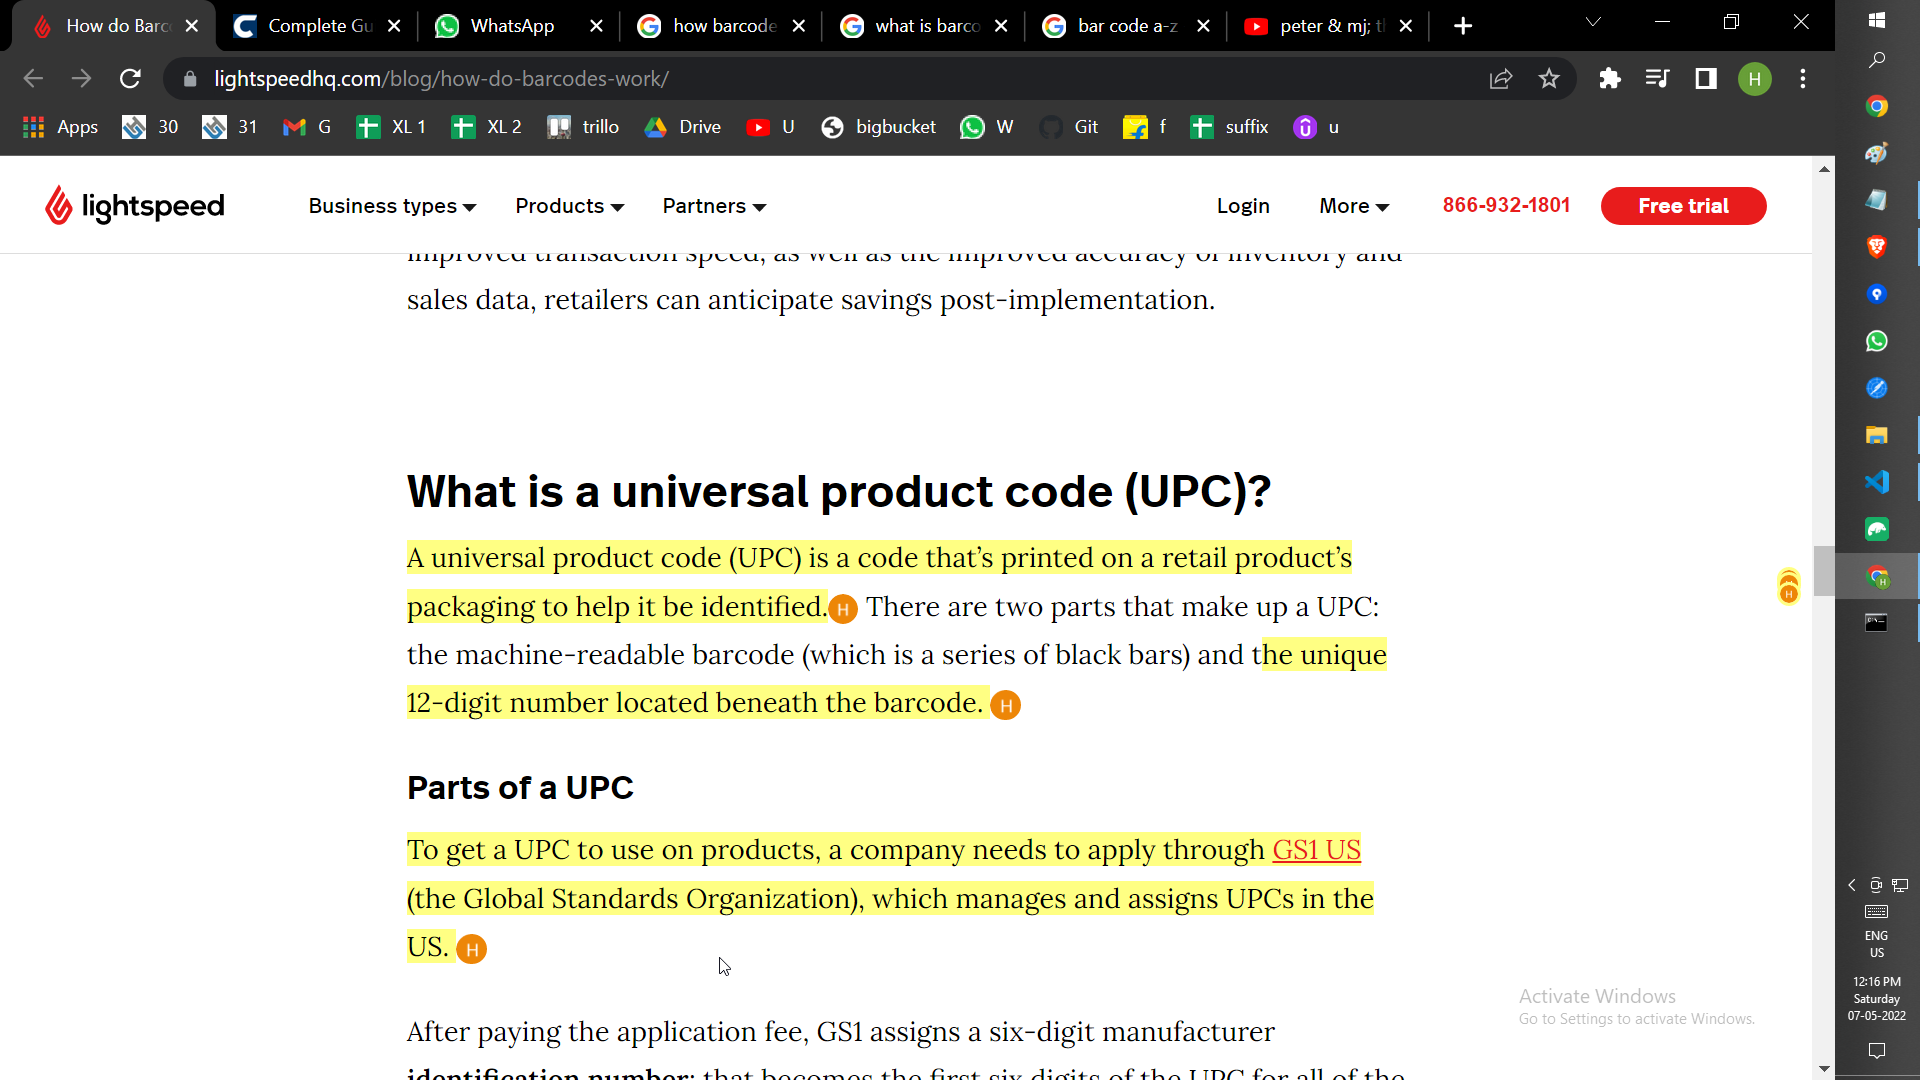 How do Barc
Complete Gu
WhatsApp
how barcode
what is barco
bar code a-z
peter & mj; t
lightspeedhq.com/blog/how-do-barcodes-work/
H
Apps
30
31
G
XL 1
XL 2
trillo
Drive
U
bigbucket
W
Git
f
suffix
u
lightspeed
Business types
Products
Partners
Login
More
866-932-1801
Free trial
improved transaction speed, as well as the improved accuracy of inventory and
sales data, retailers can anticipate savings post-implementation.
What is a universal product code (UPC)?
A universal product code (UPC) is a code that’s printed on a retail product’s
packaging to help it be identified. H There are two parts that make up a UPC:
the machine-readable barcode (which is a series of black bars) and the unique
12-digit number located beneath the barcode. H
Parts of a UPC
To get a UPC to use on products, a company needs to apply through GS1 US
(the Global Standards Organization), which manages and assigns UPCs in the
US. H
After paying the application fee, GS1 assigns a six-digit manufacturer
identification number; that becomes the first six digits of the UPC for all of the
H
Activate Windows
Go to Settings to activate Windows.
ENG
US
12:16 PM
Saturday
07-05-2022